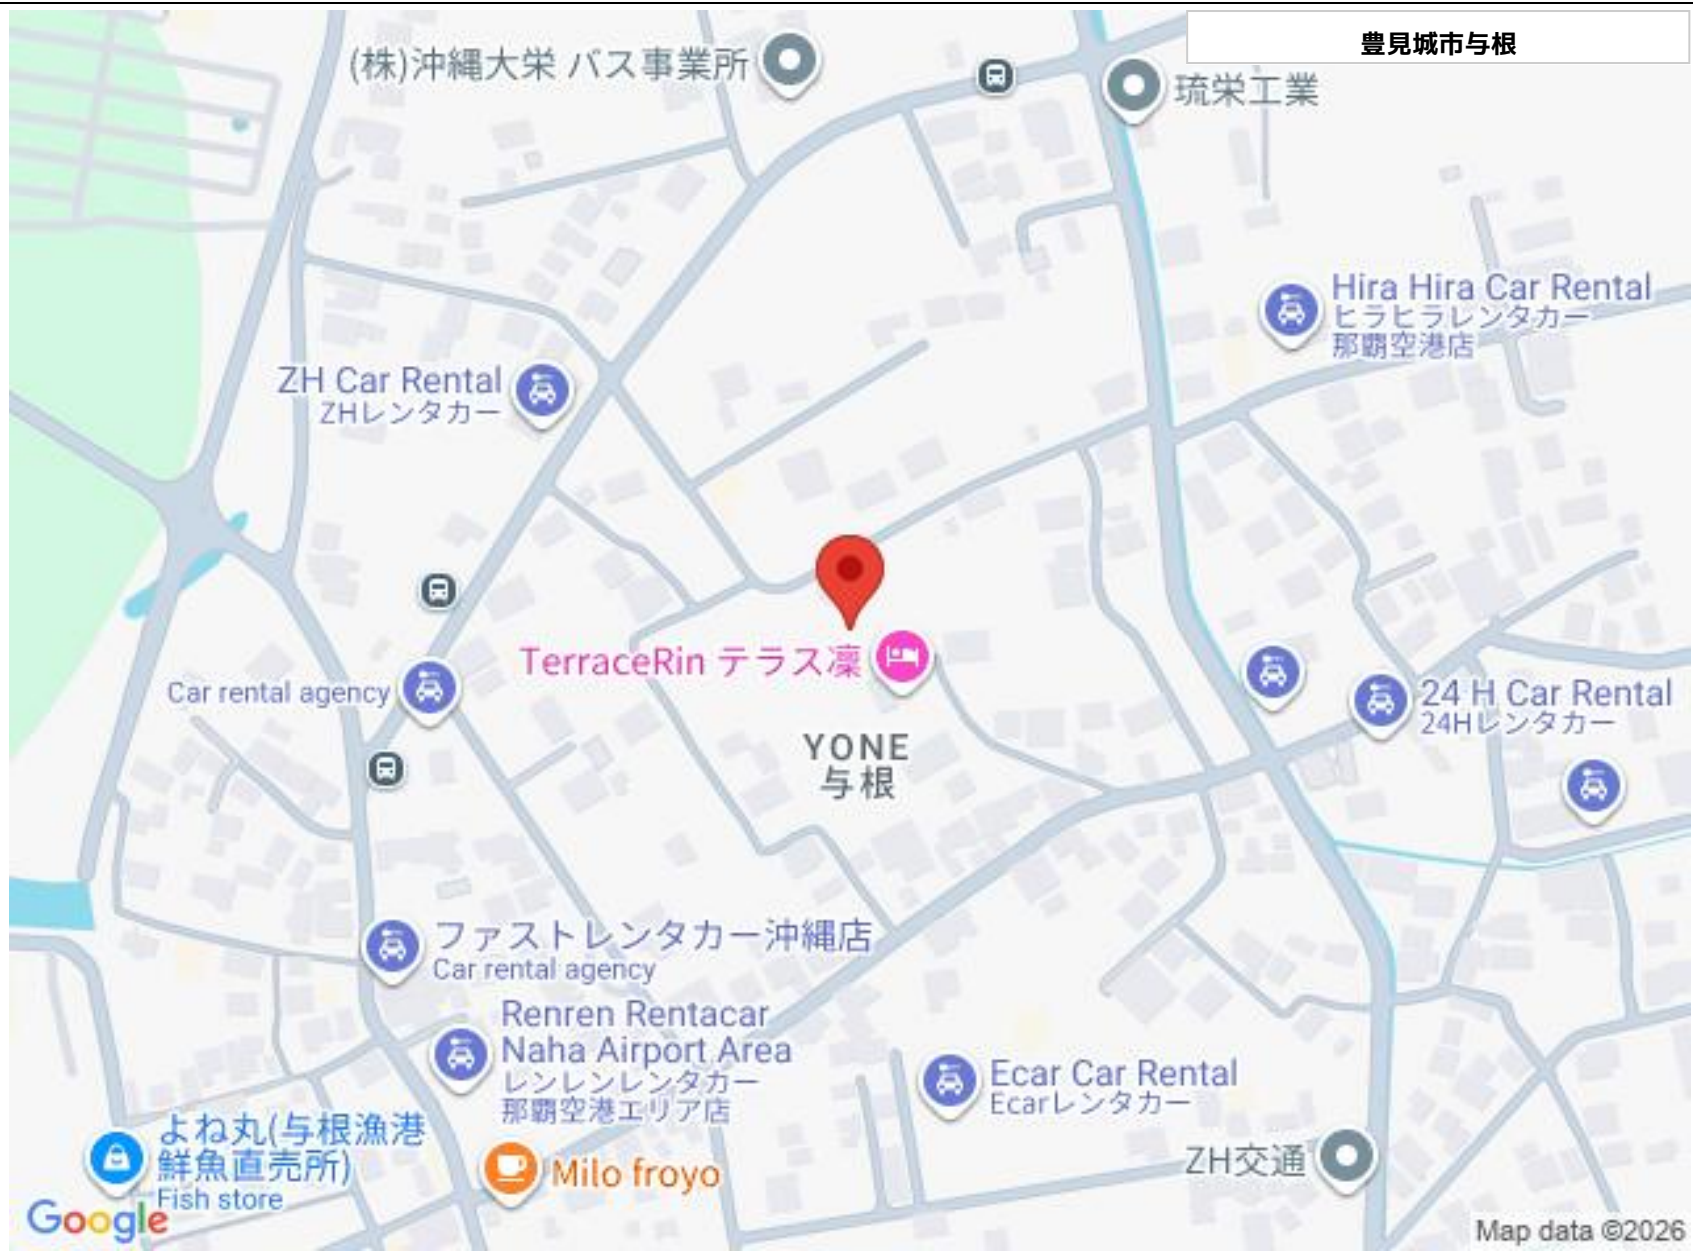 豊見城市与根
(株)沖縄大栄 バス事業所
琉栄工業
Hira Hira Car Rental
ヒラヒラレンタカー
那覇空港店
ZH Car Rental
ZHレンタカー
TerraceRin テラス凜
Car rental agency
24 H Car Rental
24Hレンタカー
YONE
与根
ファストレンタカー沖縄店
Car rental agency
Renren Rentacar
Naha Airport Area
レンレンレンタカー
那覇空港エリア店
Ecar Car Rental
Ecarレンタカー
よね丸(与根漁港
鮮魚直売所)
Fish store
Milo froyo
ZH交通
Google
Map data ©2026